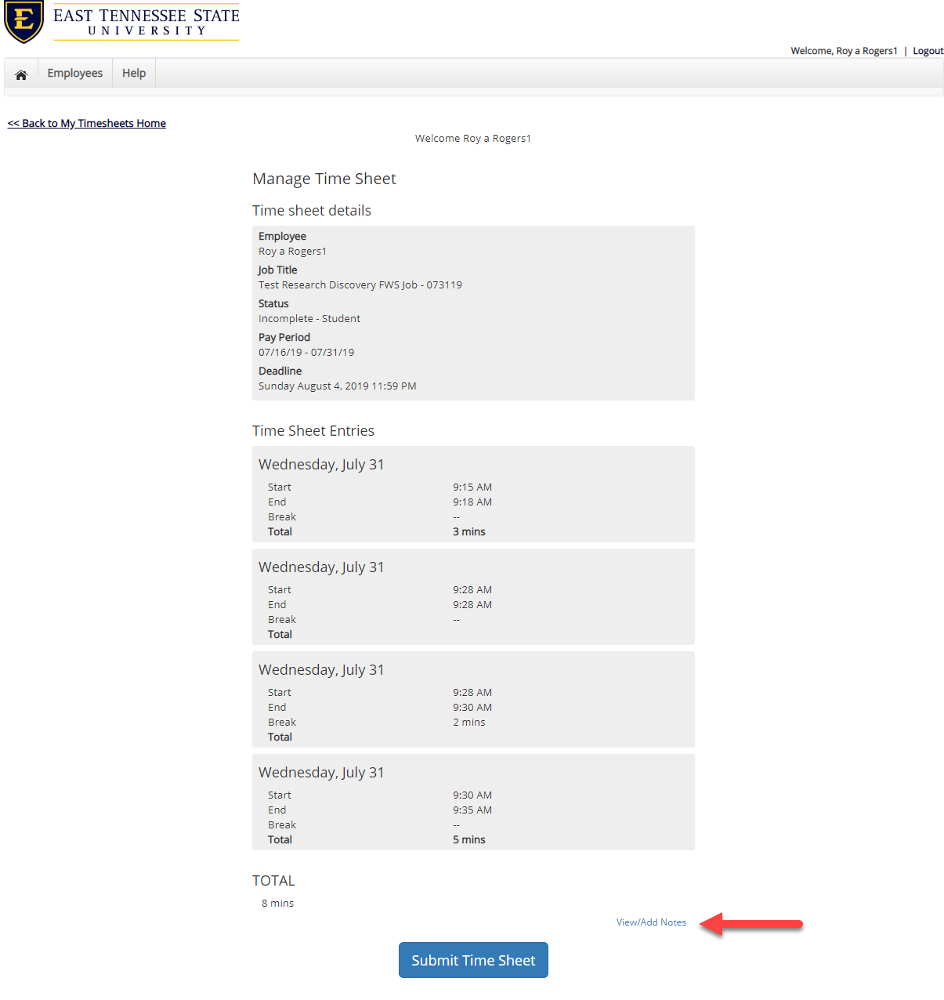 E
EAST TENNESSEE STATE
UNIVERSITY
Welcome, Roy a Rogers1 | Logout
Employees Help
<< Back to My Timesheets Home
Welcome Roy a Rogers1
Manage Time Sheet
Time sheet details
Employee
Roy a Rogers1
Job Title
Test Research Discovery FWS Job - 073119
Status
Incomplete - Student
Pay Period
07/16/19 - 07/31/19
Deadline
Sunday August 4, 2019 11:59 PM
Time Sheet Entries
Wednesday, July 31
Start 9:15 AM
End 9:18 AM
Break --
Total 3 mins
Wednesday, July 31
Start 9:28 AM
End 9:28 AM
Break --
Total
Wednesday, July 31
Start 9:28 AM
End 9:30 AM
Break 2 mins
Total
Wednesday, July 31
Start 9:30 AM
End 9:35 AM
Break --
Total 5 mins
TOTAL
8 mins
View/Add Notes
Submit Time Sheet